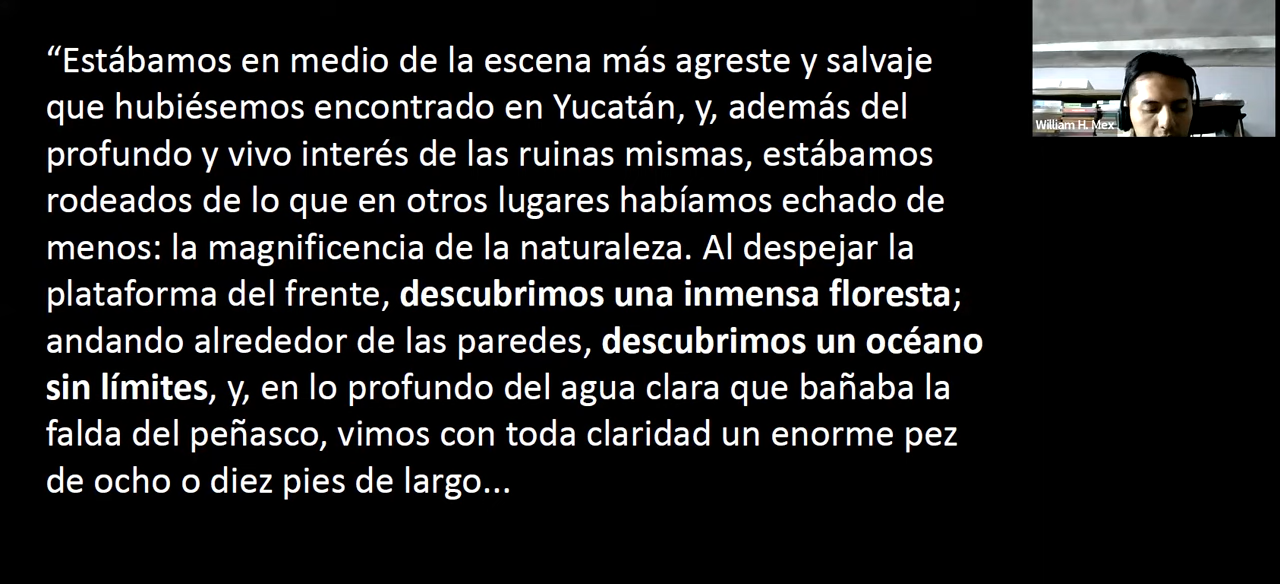 “Estábamos en medio de la escena más agreste y salvaje
que hubiésemos encontrado en Yucatán, y, además del
profundo y vivo interés de las ruinas mismas, estábamos
rodeados de lo que en otros lugares habíamos echado de
menos: la magnificencia de la naturaleza. Al despejar la
plataforma del frente, descubrimos una inmensa floresta;
andando alrededor de las paredes, descubrimos un océano
sin límites, y, en lo profundo del agua clara que bañaba la
falda del peñasco, vimos con toda claridad un enorme pez
de ocho o diez pies de largo...
William H. Mex